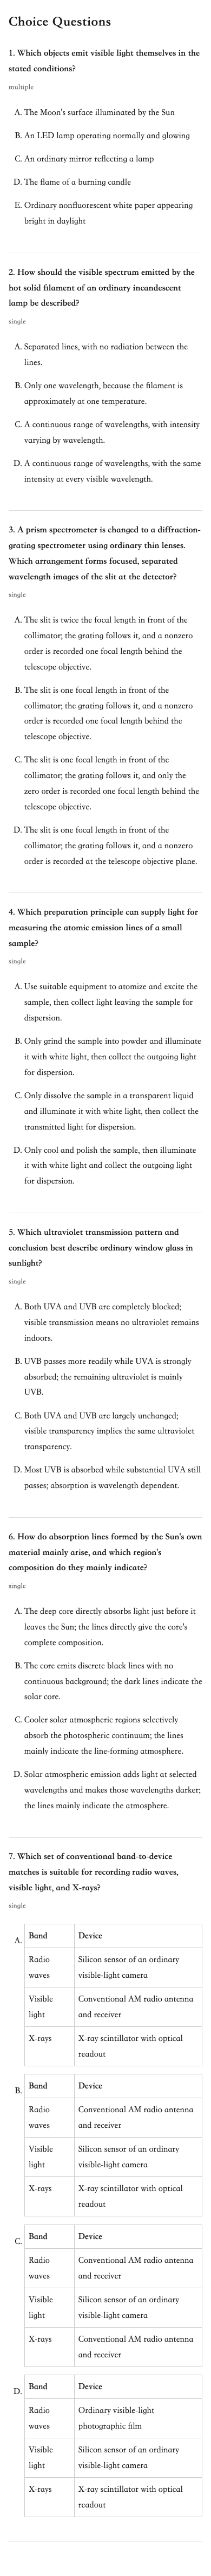 Choice Questions
1. Which objects emit visible light themselves in the
stated conditions?
multiple
A. The Moon's surface illuminated by the Sun
B. An LED lamp operating normally and glowing
C. An ordinary mirror reflecting a lamp
D. The flame of a burning candle
E. Ordinary nonfluorescent white paper appearing
bright in daylight
2. How should the visible spectrum emitted by the
hot solid filament of an ordinary incandescent
lamp be described?
single
A. Separated lines, with no radiation between the
lines.
B. Only one wavelength, because the filament is
approximately at one temperature.
C. A continuous range of wavelengths, with intensity
varying by wavelength.
D. A continuous range of wavelengths, with the same
intensity at every visible wavelength.
3. A prism spectrometer is changed to a diffraction-
grating spectrometer using ordinary thin lenses.
Which arrangement forms focused, separated
wavelength images of the slit at the detector?
single
A. The slit is twice the focal length in front of the
collimator; the grating follows it, and a nonzero
order is recorded one focal length behind the
telescope objective.
B. The slit is one focal length in front of the
collimator; the grating follows it, and a nonzero
order is recorded one focal length behind the
telescope objective.
C. The slit is one focal length in front of the
collimator; the grating follows it, and only the
zero order is recorded one focal length behind the
telescope objective.
D. The slit is one focal length in front of the
collimator; the grating follows it, and a nonzero
order is recorded at the telescope objective plane.
4. Which preparation principle can supply light for
measuring the atomic emission lines of a small
sample?
single
A. Use suitable equipment to atomize and excite the
sample, then collect light leaving the sample for
dispersion.
B. Only grind the sample into powder and illuminate
it with white light, then collect the outgoing light
for dispersion.
C. Only dissolve the sample in a transparent liquid
and illuminate it with white light, then collect the
transmitted light for dispersion.
D. Only cool and polish the sample, then illuminate
it with white light and collect the outgoing light
for dispersion.
5. Which ultraviolet transmission pattern and
conclusion best describe ordinary window glass in
sunlight?
single
A. Both UVA and UVB are completely blocked;
visible transmission means no ultraviolet remains
indoors.
B. UVB passes more readily while UVA is strongly
absorbed; the remaining ultraviolet is mainly
UVB.
C. Both UVA and UVB are largely unchanged;
visible transparency implies the same ultraviolet
transparency.
D. Most UVB is absorbed while substantial UVA still
passes; absorption is wavelength dependent.
6. How do absorption lines formed by the Sun's own
material mainly arise, and which region's
composition do they mainly indicate?
single
A. The deep core directly absorbs light just before it
leaves the Sun; the lines directly give the core's
complete composition.
B. The core emits discrete black lines with no
continuous background; the dark lines indicate the
solar core.
C. Cooler solar atmospheric regions selectively
absorb the photospheric continuum; the lines
mainly indicate the line-forming atmosphere.
D. Solar atmospheric emission adds light at selected
wavelengths and makes those wavelengths darker;
the lines mainly indicate the atmosphere.
7. Which set of conventional band-to-device
matches is suitable for recording radio waves,
visible light, and X-rays?
single
A.
Band Device
Radio Silicon sensor of an ordinary
waves visible-light camera
Visible Conventional AM radio antenna
light and receiver
X-rays X-ray scintillator with optical
readout
B.
Band Device
Radio Conventional AM radio antenna
waves and receiver
Visible Silicon sensor of an ordinary
light visible-light camera
X-rays X-ray scintillator with optical
readout
C.
Band Device
Radio Conventional AM radio antenna
waves and receiver
Visible Silicon sensor of an ordinary
light visible-light camera
X-rays Conventional AM radio antenna
and receiver
D.
Band Device
Radio Ordinary visible-light
waves photographic film
Visible Silicon sensor of an ordinary
light visible-light camera
X-rays X-ray scintillator with optical
readout